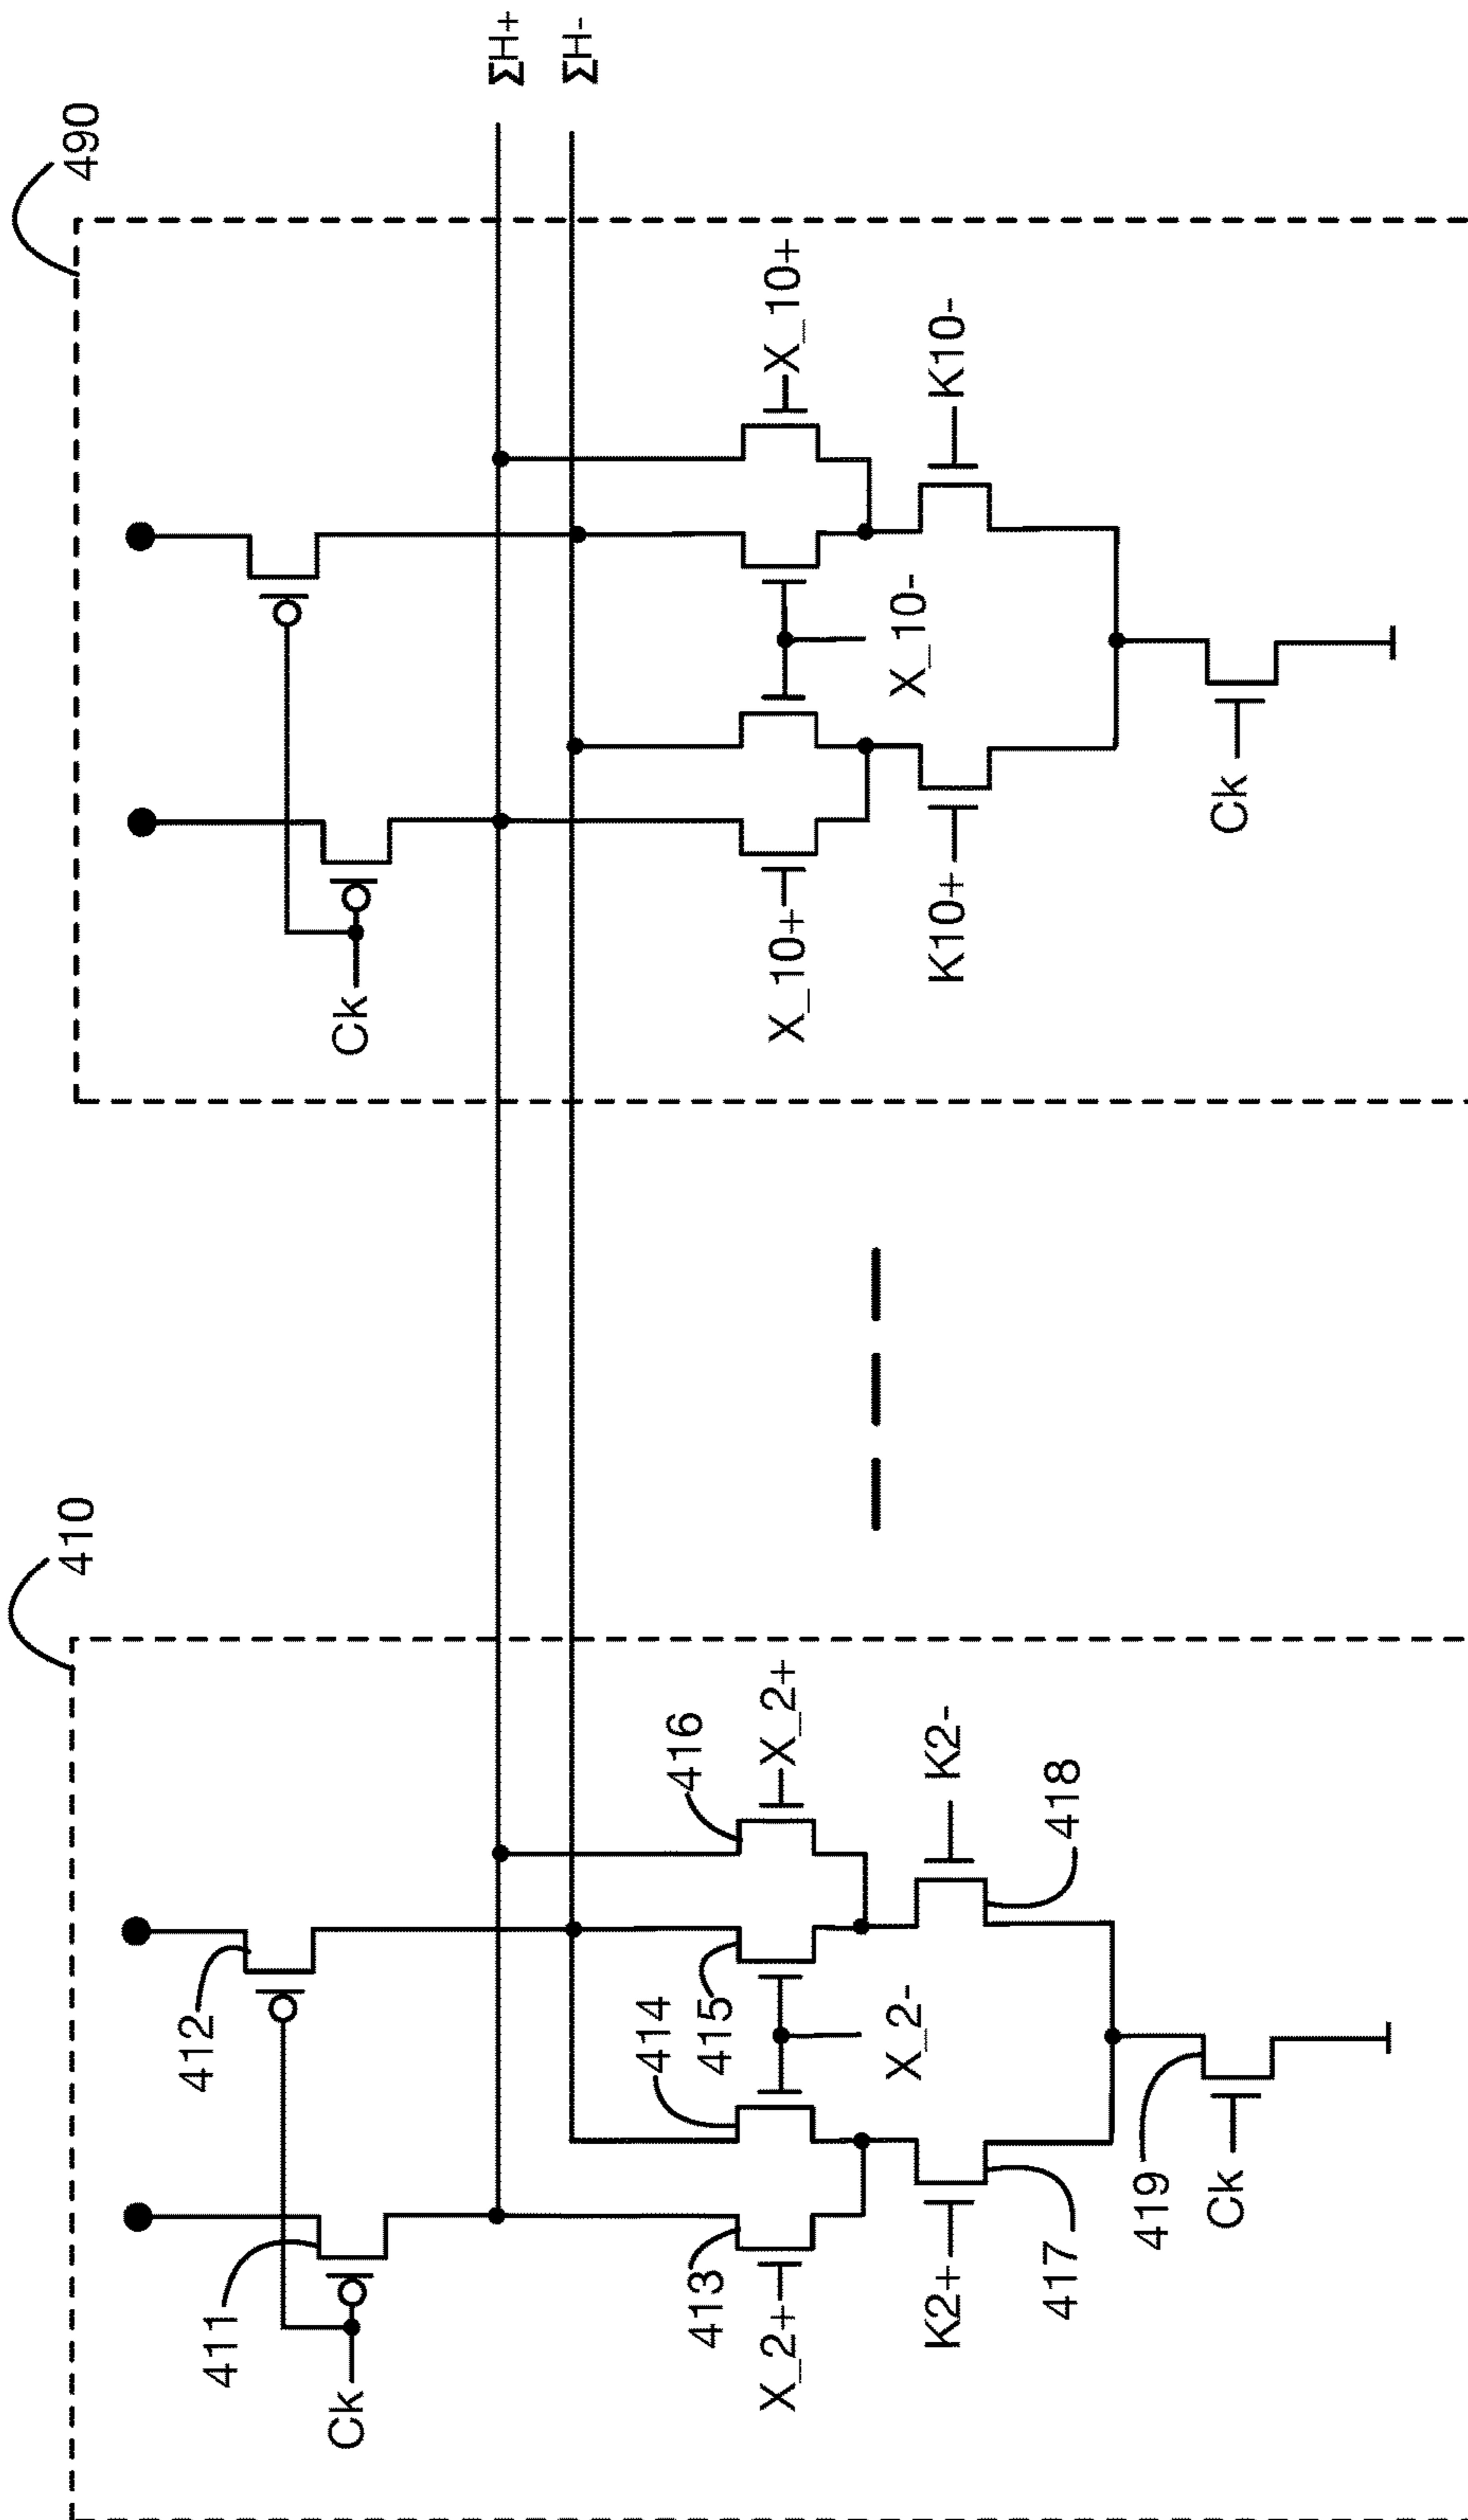 410
490
412
411
Ck
Ck
ΣH+
ΣH-
416
414
415
413
X_2+
X_2+
X_2-
K2+
K2-
417
418
419
Ck
X_10+
X_10+
X_10-
K10+
K10-
Ck